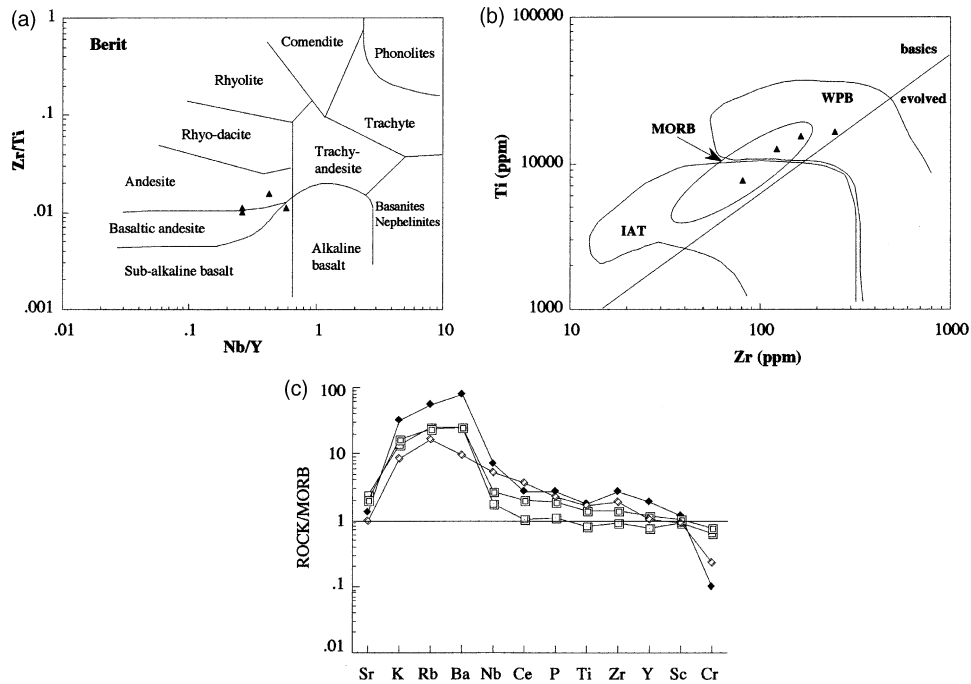 (a)
Berit
Zr/Ti
1
0.1
.01
.001
Comendite
Phonolites
Rhyolite
Trachyte
Rhyo-dacite
Trachy-
andesite
Andesite
Basanites
Nephelinites
Basaltic andesite
Alkaline
basalt
Sub-alkaline basalt
.01
.1
1
10
Nb/Y
(b)
Ti (ppm)
100000
10000
1000
basics
evolved
WPB
MORB
IAT
10
100
1000
Zr (ppm)
(c)
ROCK/MORB
100
10
1
.1
.01
Sr K Rb Ba Nb Ce P Ti Zr Y Sc Cr